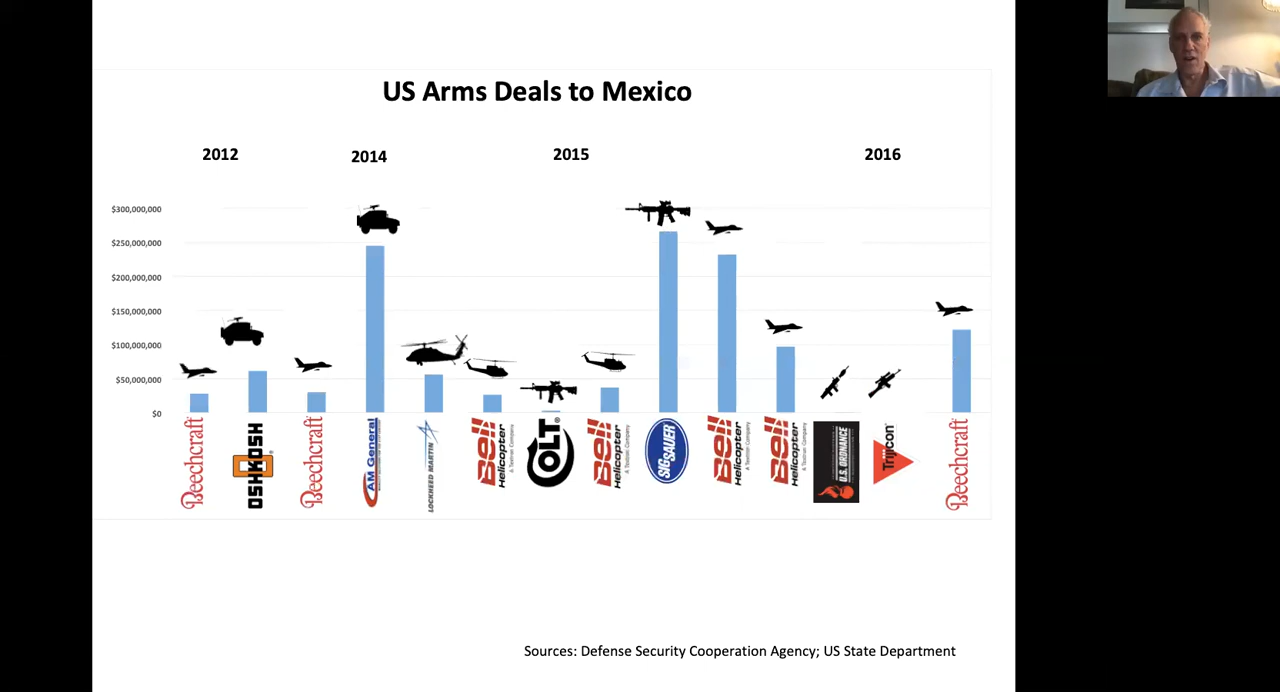 US Arms Deals to Mexico
2012
2014
2015
2016
$300,000,000
$250,000,000
$200,000,000
$150,000,000
$100,000,000
$50,000,000
$0
Beechcraft
OSHKOSH
Beechcraft
AM General
LOCKHEED MARTIN
Bell Helicopter
A Textron Company
COLT
Bell Helicopter
A Textron Company
SIG SAUER
Bell Helicopter
A Textron Company
Bell Helicopter
A Textron Company
U.S. ORDNANCE
Trijicon
Beechcraft
Sources: Defense Security Cooperation Agency; US State Department